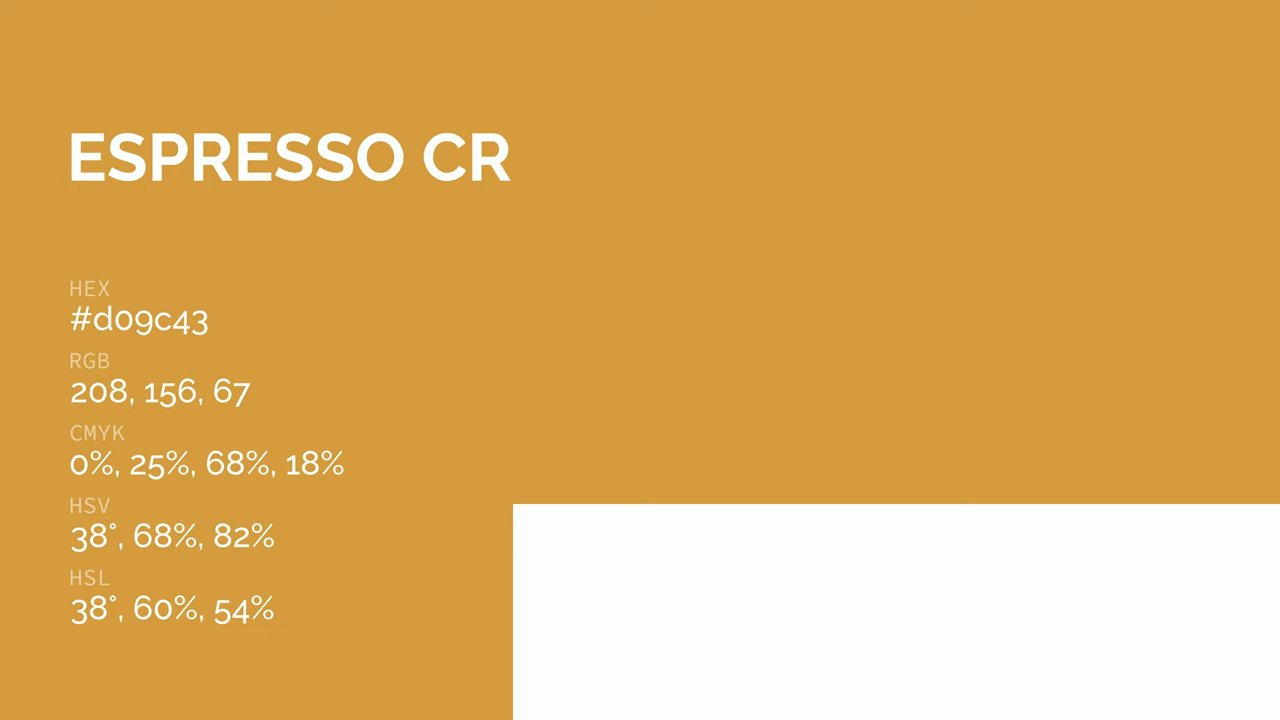 ESPRESSO CR
HEX
#d09c43
RGB
208, 156, 67
CMYK
0%, 25%, 68%, 18%
HSV
38°, 68%, 82%
HSL
38°, 60%, 54%